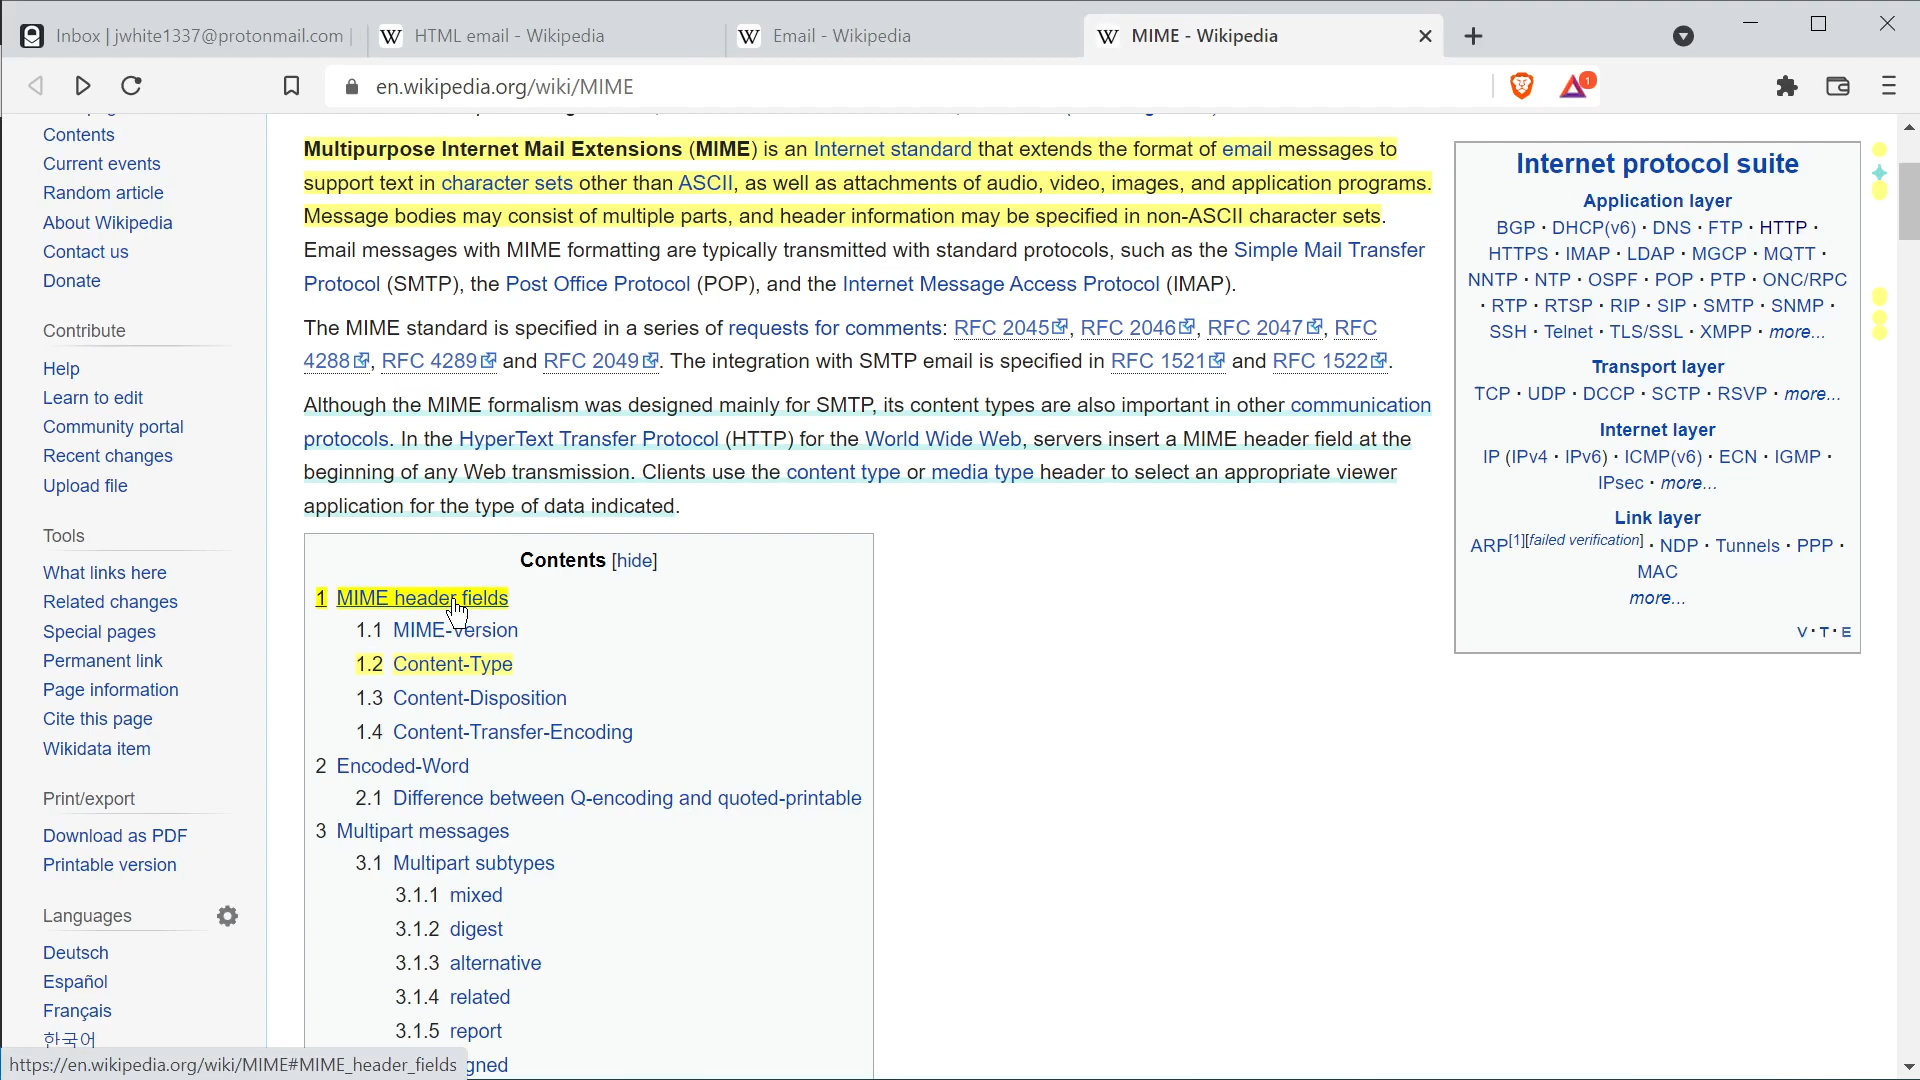 Inbox | jwhite1337@protonmail.com |
HTML email - Wikipedia
Email - Wikipedia
MIME - Wikipedia
en.wikipedia.org/wiki/MIME
1
Contents
Current events
Random article
About Wikipedia
Contact us
Donate
Contribute
Help
Learn to edit
Community portal
Recent changes
Upload file
Tools
What links here
Related changes
Special pages
Permanent link
Page information
Cite this page
Wikidata item
Print/export
Download as PDF
Printable version
Languages
Deutsch
Español
Français
한국어
https://en.wikipedia.org/wiki/MIME#MIME_header_fields
Multipurpose Internet Mail Extensions (MIME) is an Internet standard that extends the format of email messages to
support text in character sets other than ASCII, as well as attachments of audio, video, images, and application programs.
Message bodies may consist of multiple parts, and header information may be specified in non-ASCII character sets.
Email messages with MIME formatting are typically transmitted with standard protocols, such as the Simple Mail Transfer
Protocol (SMTP), the Post Office Protocol (POP), and the Internet Message Access Protocol (IMAP).
The MIME standard is specified in a series of requests for comments: RFC 2045, RFC 2046, RFC 2047, RFC
4288, RFC 4289 and RFC 2049. The integration with SMTP email is specified in RFC 1521 and RFC 1522.
Although the MIME formalism was designed mainly for SMTP, its content types are also important in other communication
protocols. In the HyperText Transfer Protocol (HTTP) for the World Wide Web, servers insert a MIME header field at the
beginning of any Web transmission. Clients use the content type or media type header to select an appropriate viewer
application for the type of data indicated.
Contents [hide]
1 MIME header fields
1.1 MIME-Version
1.2 Content-Type
1.3 Content-Disposition
1.4 Content-Transfer-Encoding
2 Encoded-Word
2.1 Difference between Q-encoding and quoted-printable
3 Multipart messages
3.1 Multipart subtypes
3.1.1 mixed
3.1.2 digest
3.1.3 alternative
3.1.4 related
3.1.5 report
gned
Internet protocol suite
Application layer
BGP · DHCP(v6) · DNS · FTP · HTTP ·
HTTPS · IMAP · LDAP · MGCP · MQTT ·
NNTP · NTP · OSPF · POP · PTP · ONC/RPC
· RTP · RTSP · RIP · SIP · SMTP · SNMP ·
SSH · Telnet · TLS/SSL · XMPP · more...
Transport layer
TCP · UDP · DCCP · SCTP · RSVP · more...
Internet layer
IP (IPv4 · IPv6) · ICMP(v6) · ECN · IGMP ·
IPsec · more...
Link layer
ARP[1][failed verification] · NDP · Tunnels · PPP ·
MAC
more...
V · T · E